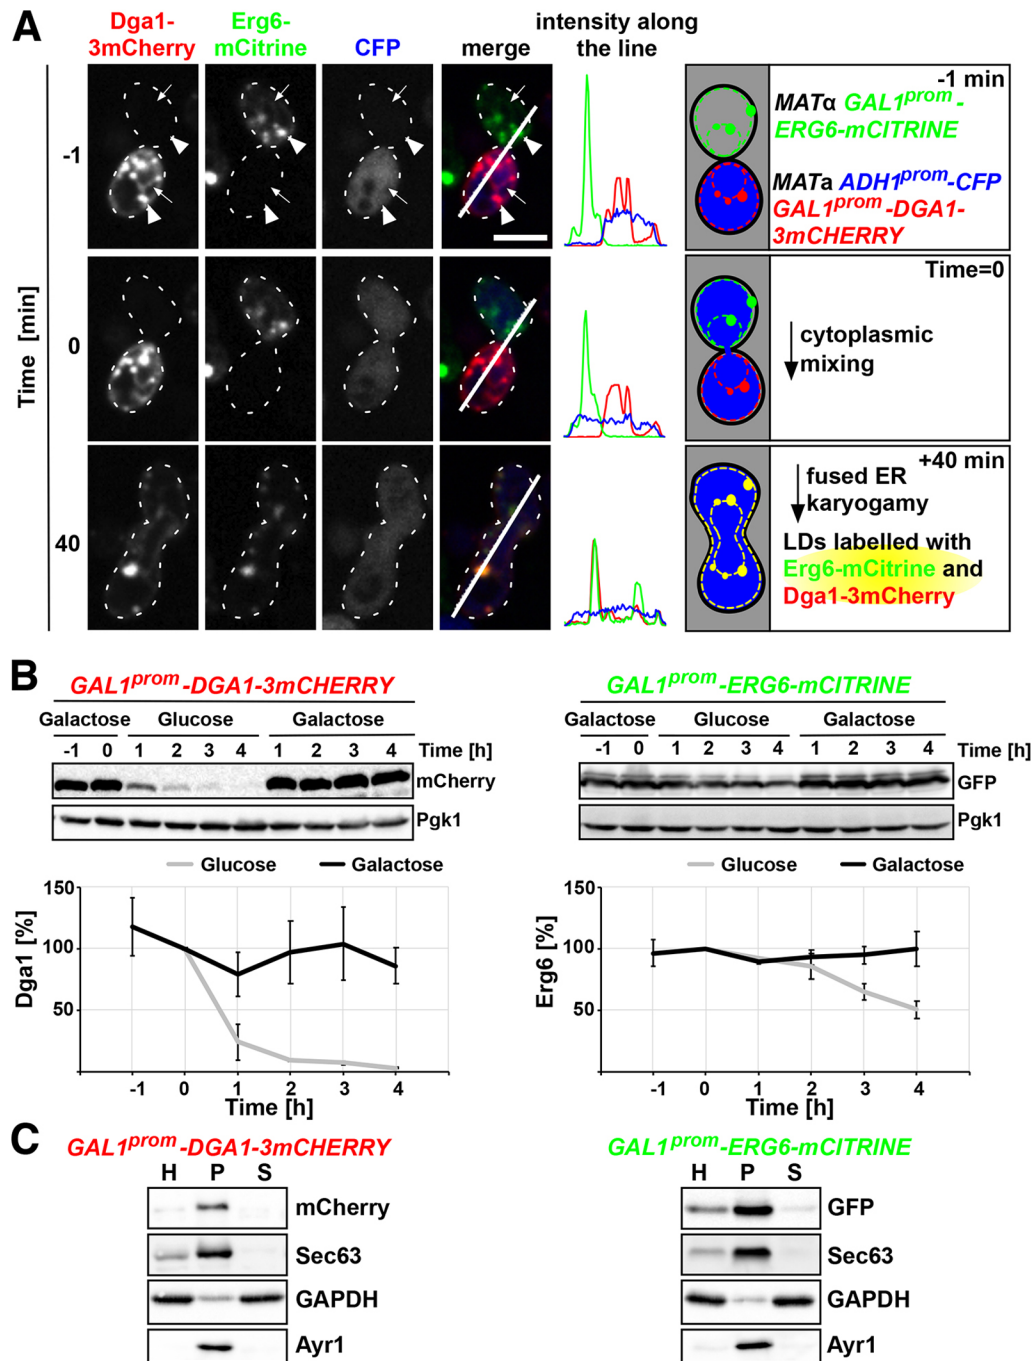 A
Dga1-
3mCherry
Erg6-
mCitrine
CFP
merge
intensity along
the line
Time [min]
-1
0
40
-1 min
MATα GAL1prom-
ERG6-mCITRINE
MATa ADH1prom-CFP
GAL1prom-DGA1-
3mCHERRY
Time=0
cytoplasmic
mixing
+40 min
fused ER
karyogamy
LDs labelled with
Erg6-mCitrine and
Dga1-3mCherry
B
GAL1prom-DGA1-3mCHERRY
Galactose Glucose Galactose
-1 0 1 2 3 4 1 2 3 4 Time [h]
mCherry
Pgk1
Glucose Galactose
150
100
50
Dga1 [%]
-1 0 1 2 3 4
Time [h]
GAL1prom-ERG6-mCITRINE
Galactose Glucose Galactose
-1 0 1 2 3 4 1 2 3 4 Time [h]
GFP
Pgk1
Glucose Galactose
150
100
50
Erg6 [%]
-1 0 1 2 3 4
Time [h]
C
GAL1prom-DGA1-3mCHERRY
H P S
mCherry
Sec63
GAPDH
Ayr1
GAL1prom-ERG6-mCITRINE
H P S
GFP
Sec63
GAPDH
Ayr1